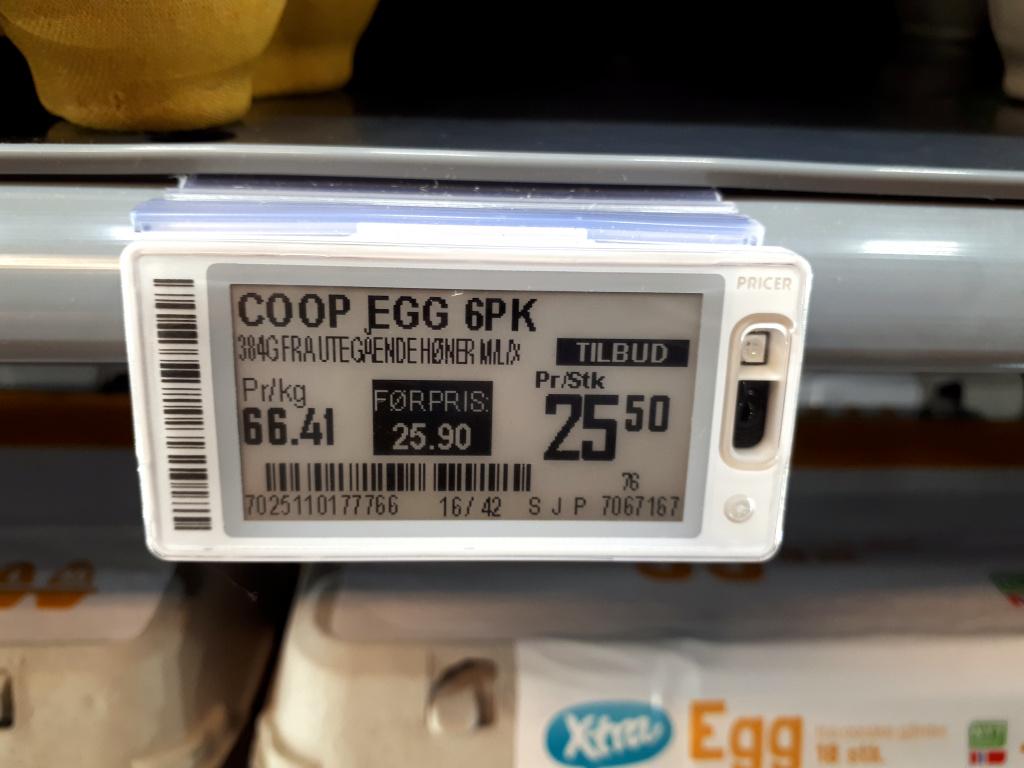 PRICER
COOP EGG 6PK
384G FRA UTEGÅENDE HØNER M/L/X
TILBUD
Pr/kg
66.41
FØRPRIS:
25.90
Pr/Stk
25 50
76
7025110177766 16/42 S J P 7067167
Xtra Egg
18 stk.